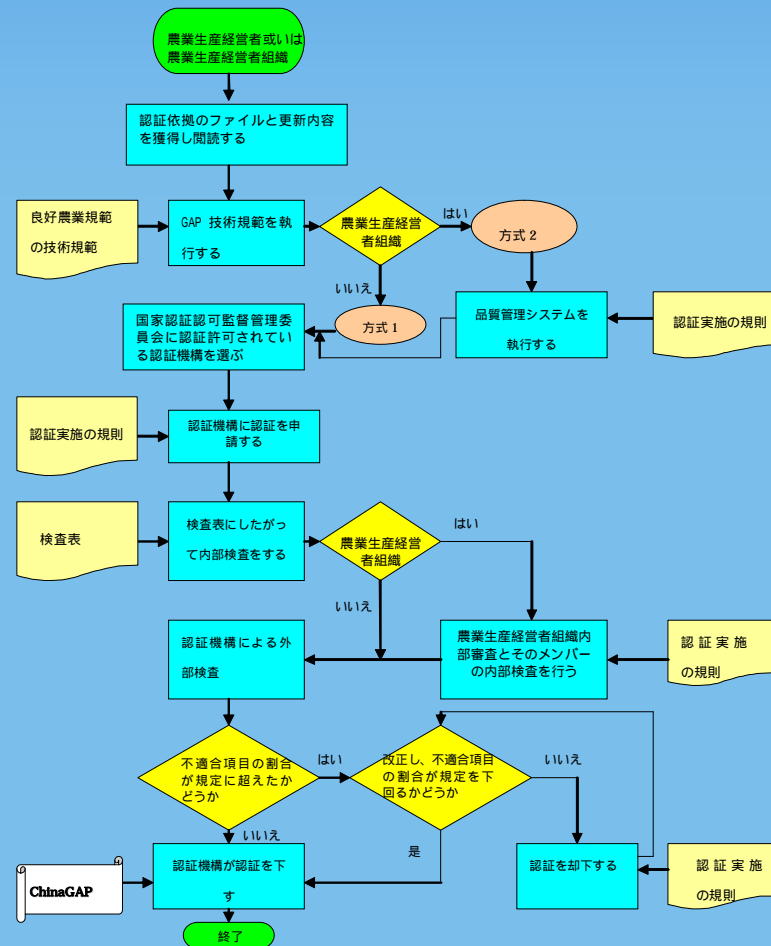 農業生産経営者或いは
農業生産経営者組織
認証依拠のファイルと更新内容
を獲得し閲読する
良好農業規範
の技術規範
GAP 技術規範を執
行する
農業生産経営
者組織
はい
方式 2
いいえ
方式 1
国家認証認可監督管理委
員会に認証許可されてい
る認証機構を選ぶ
品質管理システムを
執行する
認証実施の規則
認証実施の規則
認証機構に認証を申
請する
検査表
検査表にしたがっ
て内部検査をする
農業生産経営
者組織
はい
いいえ
認証機構による外
部検査
農業生産経営者組織内
部審査とそのメンバー
の内部検査を行う
認 証 実 施
の規則
不適合項目の割合
が規定に超えたか
どうか
はい
改正し、不適合項目
の割合が規定を下
回るかどうか
いいえ
いいえ
是
ChinaGAP
認証機構が認証を下
す
認証を却下する
認 証 実 施
の規則
終了